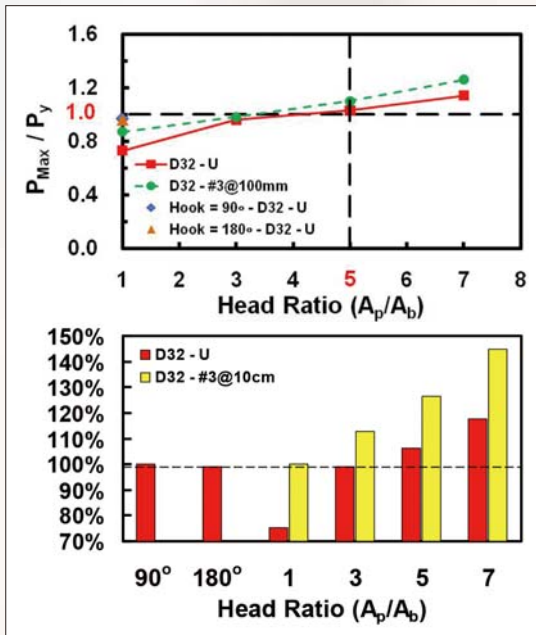 1.6
1.2
1.0
0.8
0.4
0.0
P_Max / P_y
D32 - U
D32 - #3@100mm
Hook = 90° - D32 - U
Hook = 180° - D32 - U
1 2 3 4 5 6 7 8
Head Ratio (A_p/A_b)
150%
140%
130%
120%
110%
100%
90%
80%
70%
D32 - U
D32 - #3@10cm
90° 180° 1 3 5 7
Head Ratio (A_p/A_b)